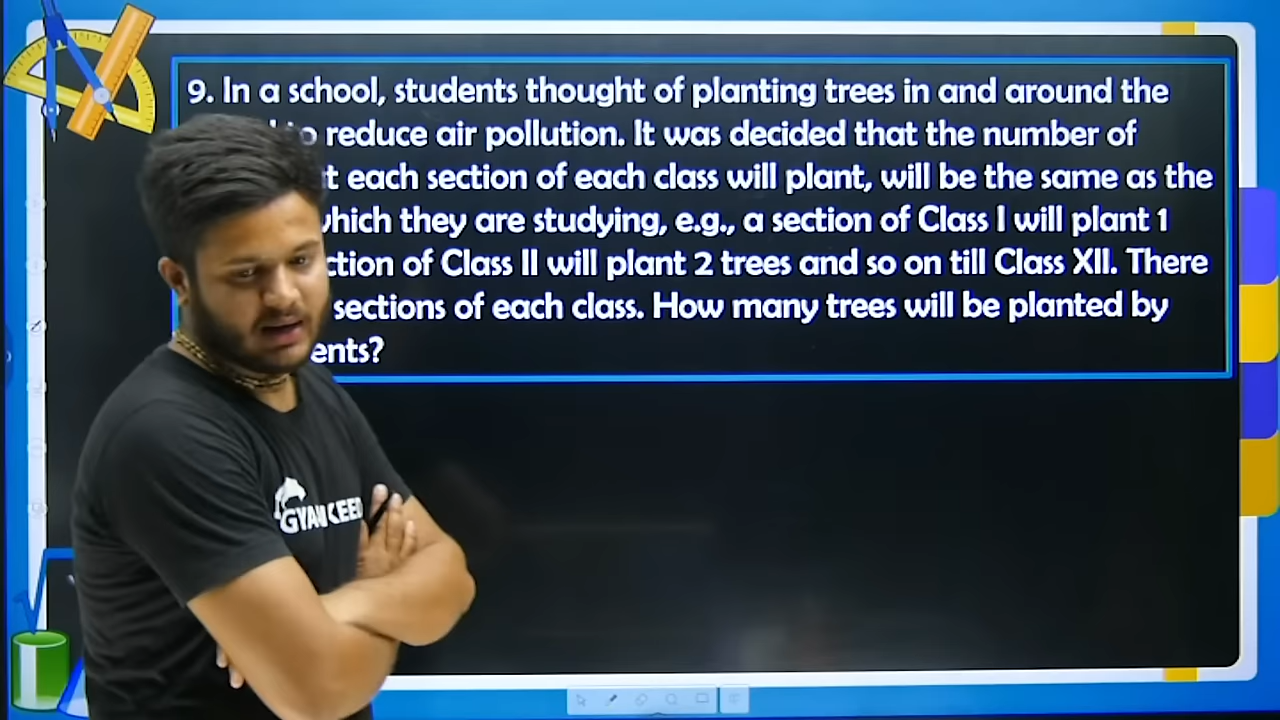 9. In a school, students thought of planting trees in and around the
to reduce air pollution. It was decided that the number of
each section of each class will plant, will be the same as the
which they are studying, e.g., a section of Class I will plant 1
of Class II will plant 2 trees and so on till Class XII. There
sections of each class. How many trees will be planted by
GYAN KEED